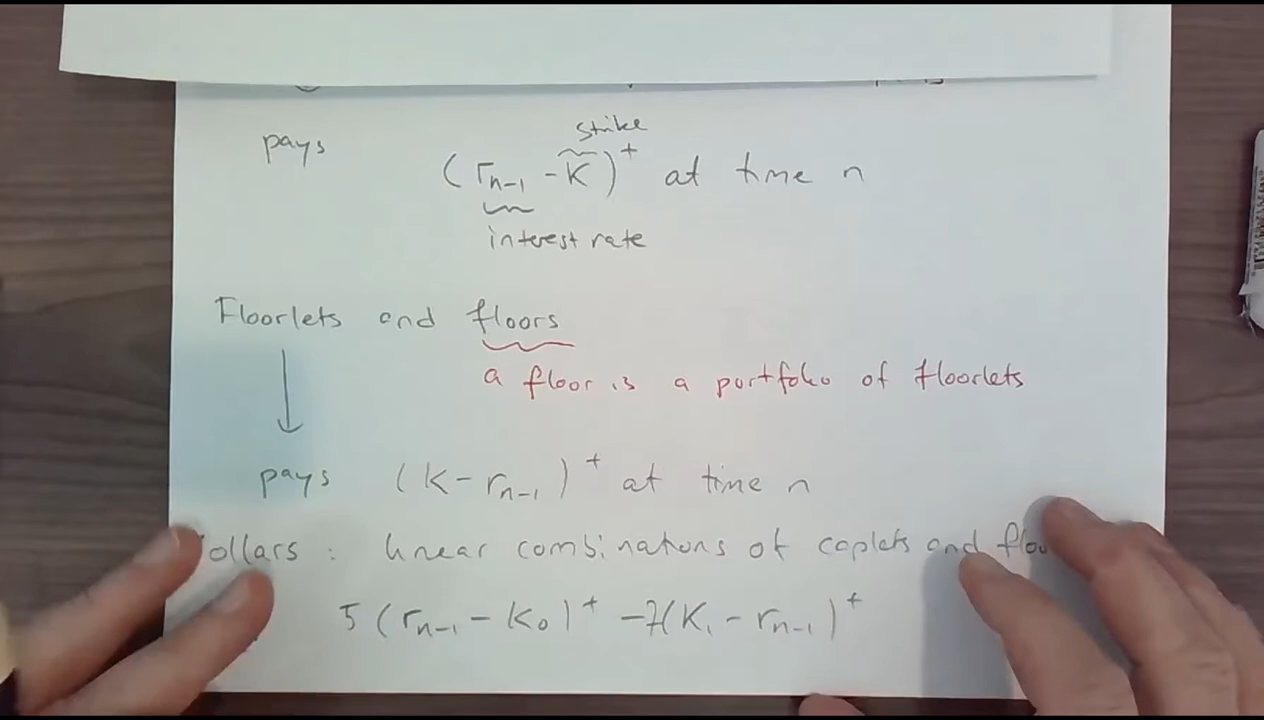 strike
pays (r_{n-1} - K)^+ at time n
interest rate
Floorlets and floors
a floor is a portfolio of floorlets
pays (K - r_{n-1})^+ at time n
ollars : linear combinations of caplets and flo
5 (r_{n-1} - K_0)^+ - 7(K_1 - r_{n-1})^+